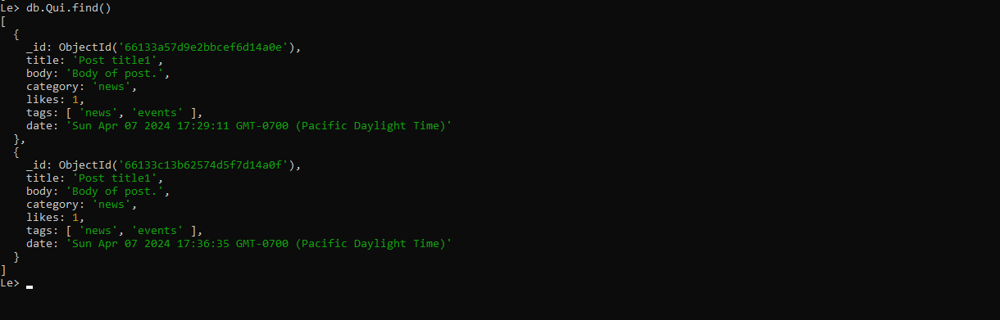 Le> db.Qui.find()
[
  {
    _id: ObjectId('66133a57d9e2bbcef6d14a0e'),
    title: 'Post title1',
    body: 'Body of post.',
    category: 'news',
    likes: 1,
    tags: [ 'news', 'events' ],
    date: 'Sun Apr 07 2024 17:29:11 GMT-0700 (Pacific Daylight Time)'
  },
  {
    _id: ObjectId('66133c13b62574d5f7d14a0f'),
    title: 'Post title1',
    body: 'Body of post.',
    category: 'news',
    likes: 1,
    tags: [ 'news', 'events' ],
    date: 'Sun Apr 07 2024 17:36:35 GMT-0700 (Pacific Daylight Time)'
  }
]
Le>